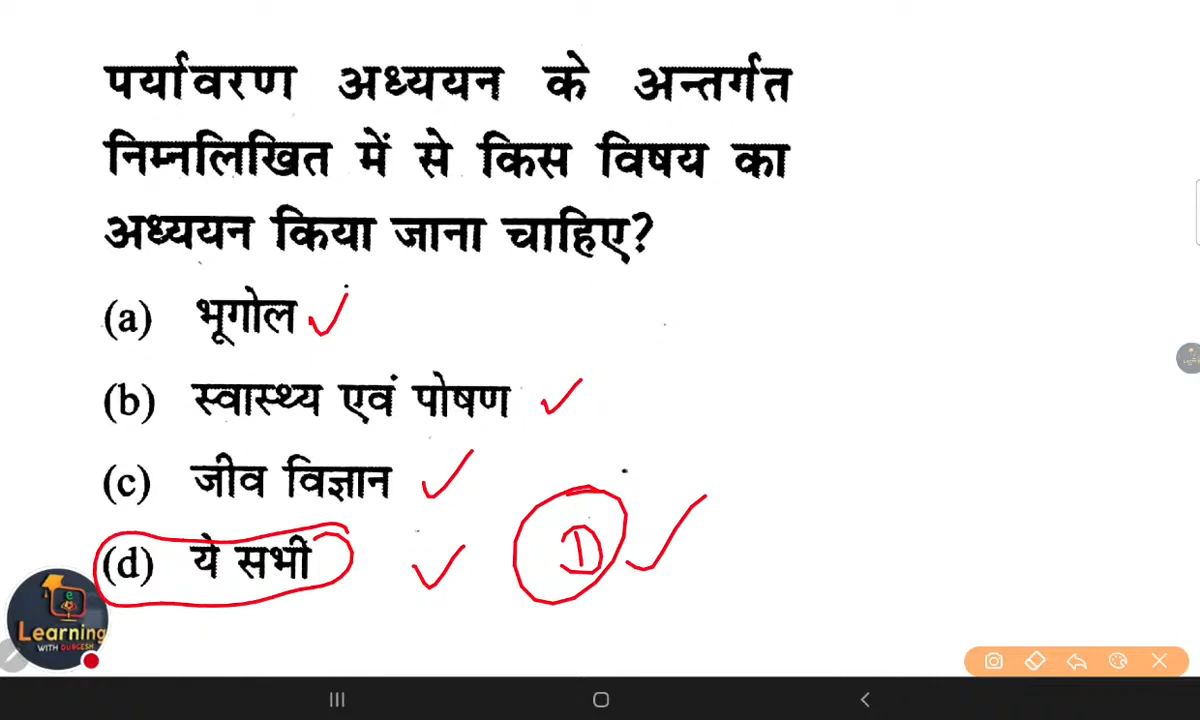 पर्यावरण अध्ययन के अन्तर्गत
निम्नलिखित में से किस विषय का
अध्ययन किया जाना चाहिए?
(a) भूगोल
(b) स्वास्थ्य एवं पोषण
(c) जीव विज्ञान
(d) ये सभी
D
e
Learning
WITH DURGESH